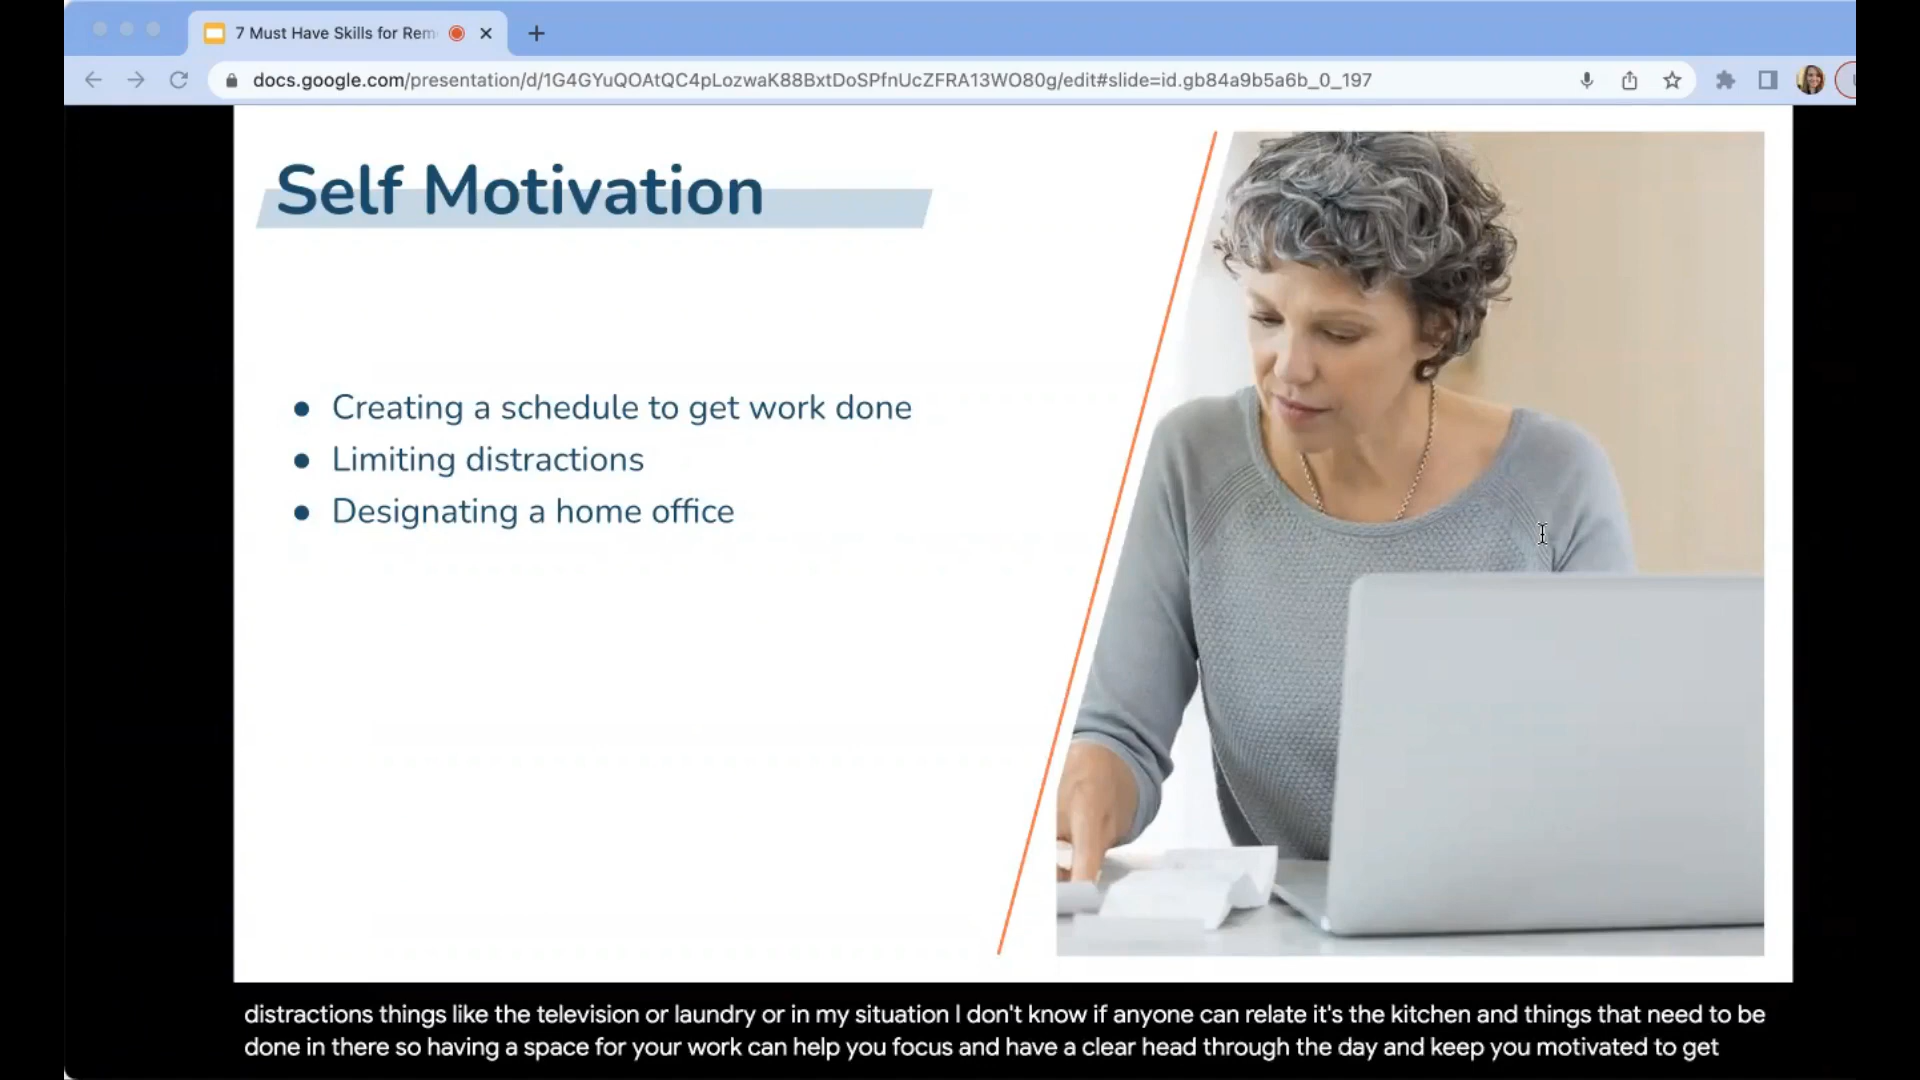 7 Must Have Skills for Rem
docs.google.com/presentation/d/1G4GYuQOAtQC4pLozwaK88BxtDoSPfnUcZFRA13WO80g/edit#slide=id.gb84a9b5a6b_0_197
Self Motivation
● Creating a schedule to get work done
● Limiting distractions
● Designating a home office
distractions things like the television or laundry or in my situation I don't know if anyone can relate it's the kitchen and things that need to be
done in there so having a space for your work can help you focus and have a clear head through the day and keep you motivated to get